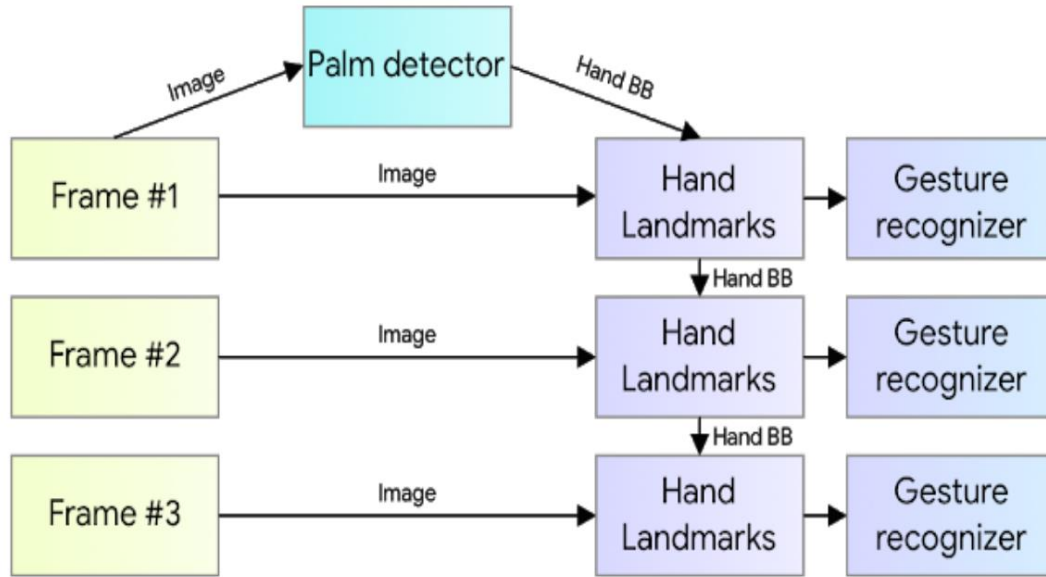 Palm detector
Image
Hand BB
Frame #1
Image
Hand
Landmarks
Gesture
recognizer
Hand BB
Frame #2
Image
Hand
Landmarks
Gesture
recognizer
Hand BB
Frame #3
Image
Hand
Landmarks
Gesture
recognizer